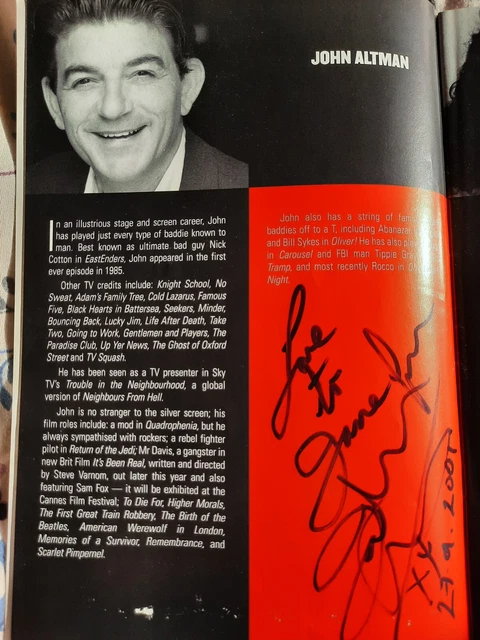 JOHN ALTMAN
In an illustrious stage and screen career, John
has played just every type of baddie known to
man. Best known as ultimate bad guy Nick
Cotton in EastEnders, John appeared in the first
ever episode in 1985.
Other TV credits include: Knight School, No
Sweat, Adam's Family Tree, Cold Lazarus, Famous
Five, Black Hearts in Battersea, Seekers, Minder,
Bouncing Back, Lucky Jim, Life After Death, Take
Two, Going to Work, Gentlemen and Players, The
Paradise Club, Up Yer News, The Ghost of Oxford
Street and TV Squash.
He has been seen as a TV presenter in Sky
TV's Trouble in the Neighbourhood, a global
version of Neighbours From Hell.
John is no stranger to the silver screen; his
film roles include: a mod in Quadrophenia, but he
always sympathised with rockers; a rebel fighter
pilot in Return of the Jedi; Mr Davis, a gangster in
new Brit Film It's Been Real, written and directed
by Steve Varnom, out later this year and also
featuring Sam Fox — it will be exhibited at the
Cannes Film Festival; To Die For, Higher Morals,
The First Great Train Robbery, The Birth of the
Beatles, American Werewolf in London,
Memories of a Survivor, Remembrance, and
Scarlet Pimpernel.
John also has a string of
baddies off to a T, including Abanazer
and Bill Sykes in Oliver! He has also
in Carousel and FBI man Tippie
Tramp, and most recently Rocco in
Night.
Love
to
Jane
xx
27.9.2001